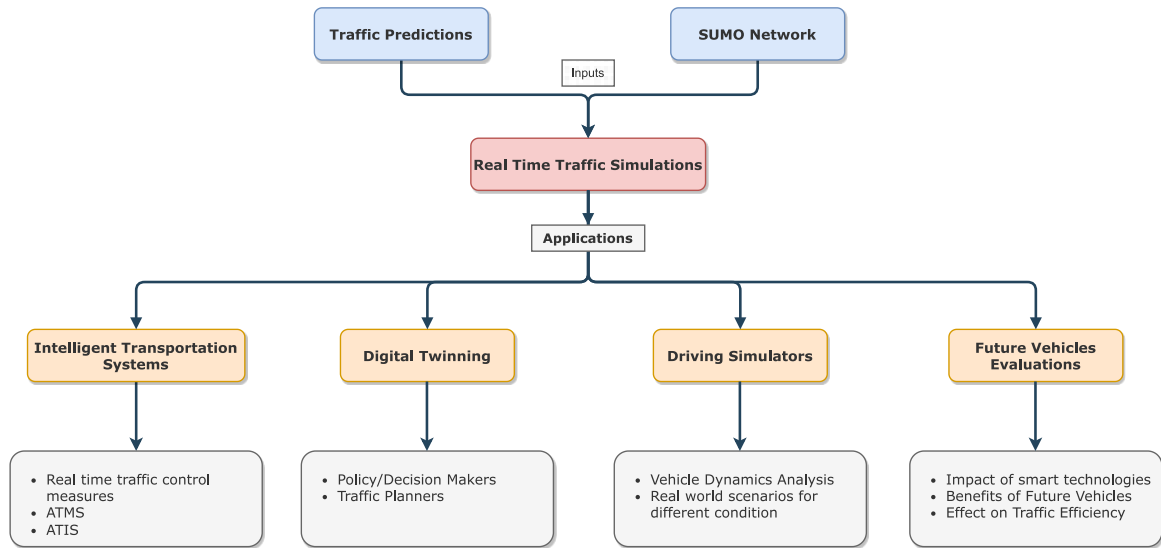 Traffic Predictions
SUMO Network
Inputs
Real Time Traffic Simulations
Applications
Intelligent Transportation
Systems
Digital Twinning
Driving Simulators
Future Vehicles
Evaluations
• Real time traffic control
measures
• ATMS
• ATIS
• Policy/Decision Makers
• Traffic Planners
• Vehicle Dynamics Analysis
• Real world scenarios for
different condition
• Impact of smart technologies
• Benefits of Future Vehicles
• Effect on Traffic Efficiency